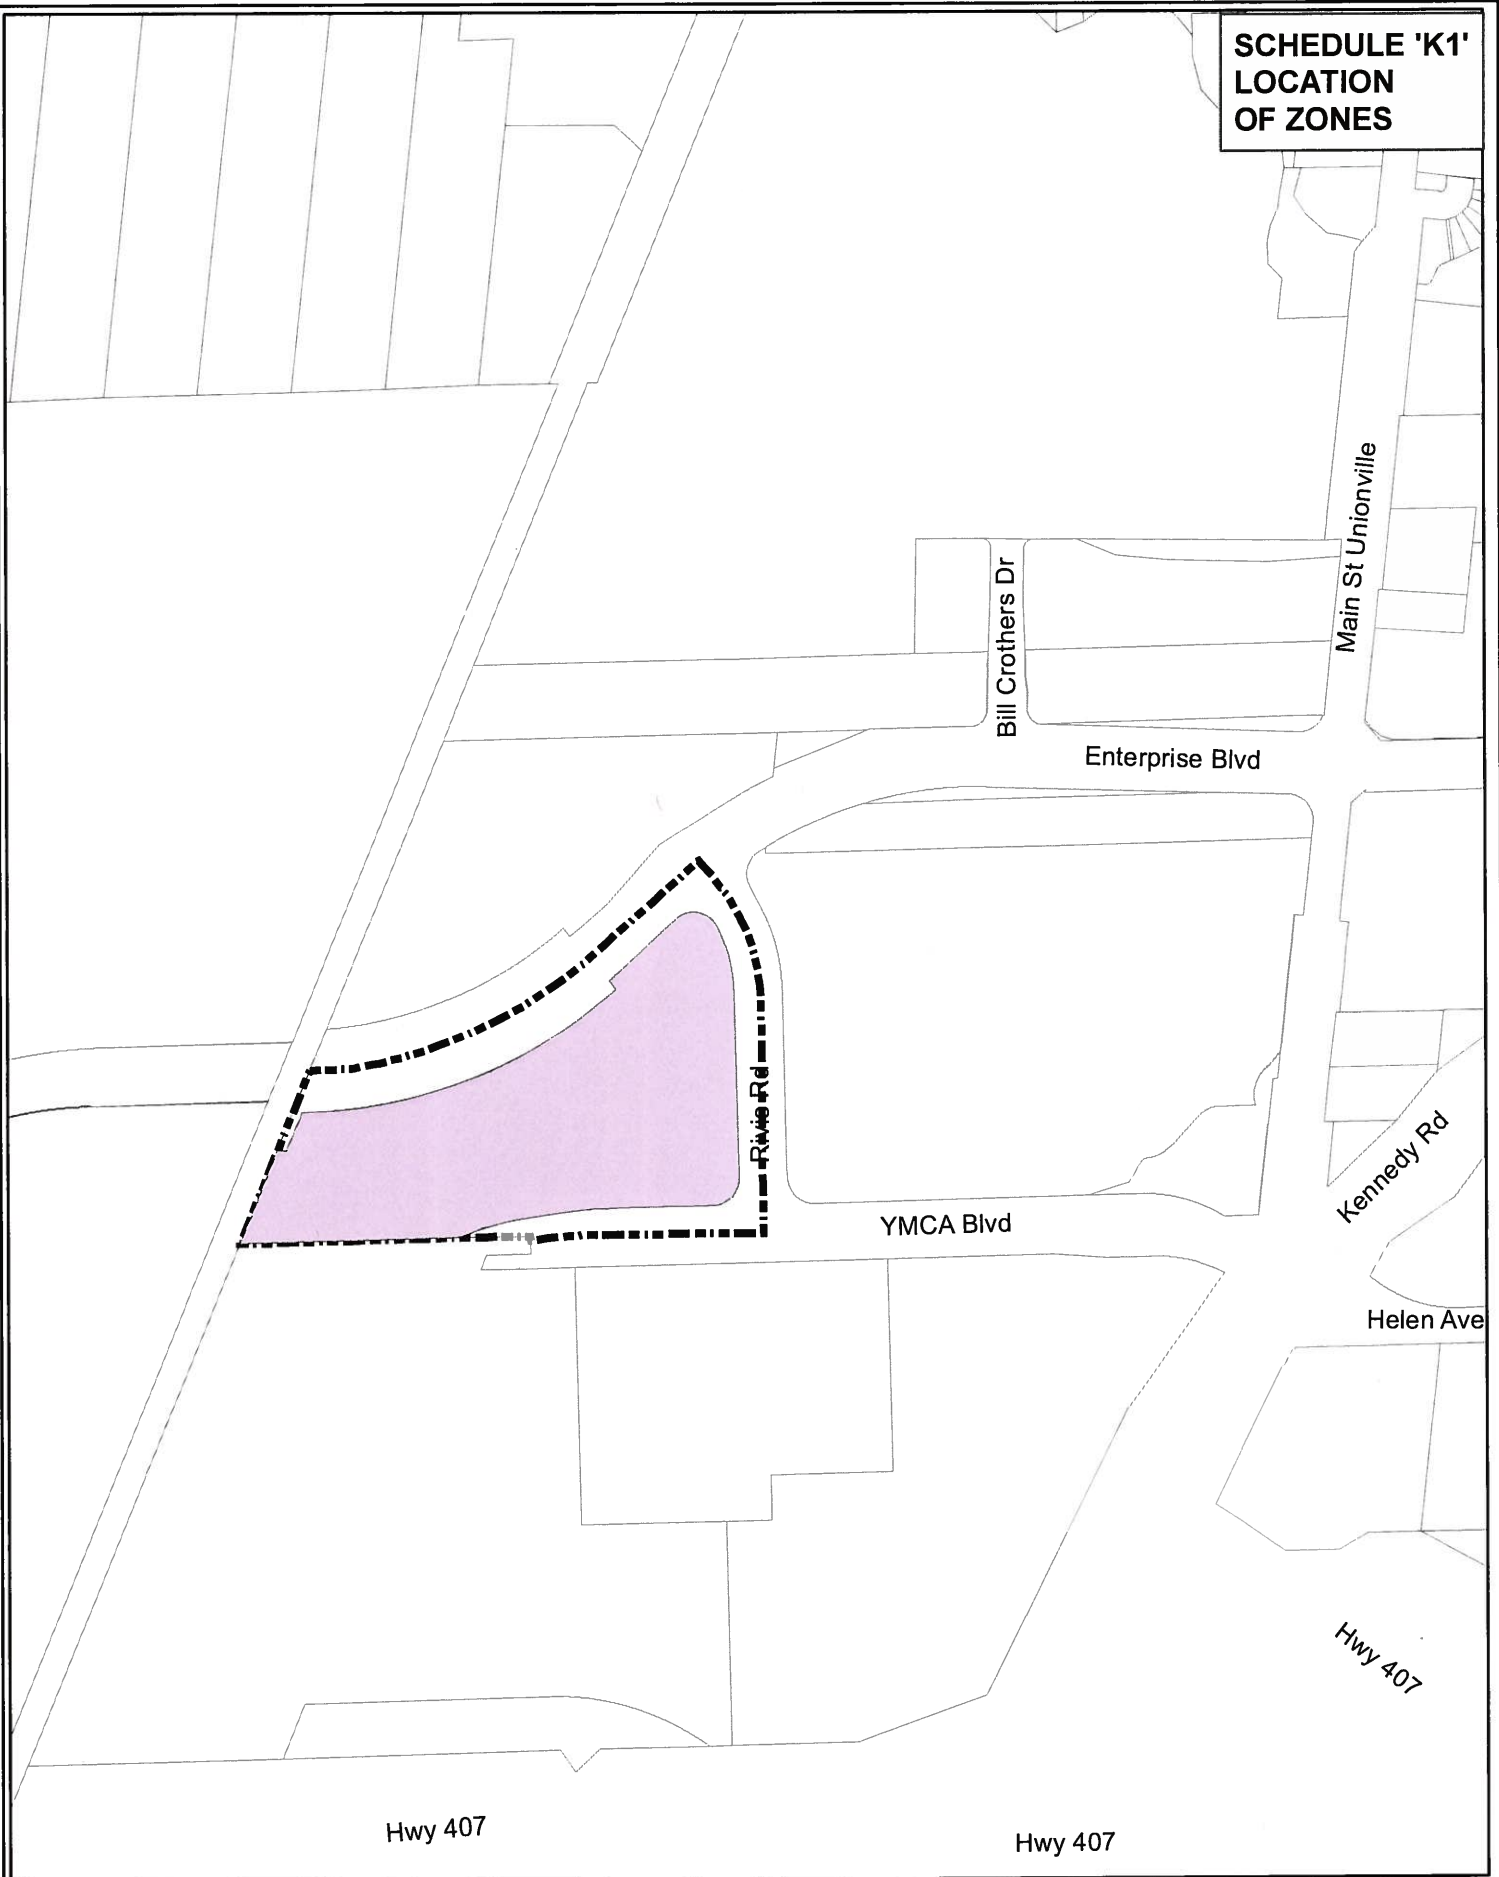 SCHEDULE 'K1'
LOCATION
OF ZONES
Main St Unionville
Bill Crothers Dr
Enterprise Blvd
Rivis Rd
Kennedy Rd
YMCA Blvd
Helen Ave
Hwy 407
Hwy 407
Hwy 407